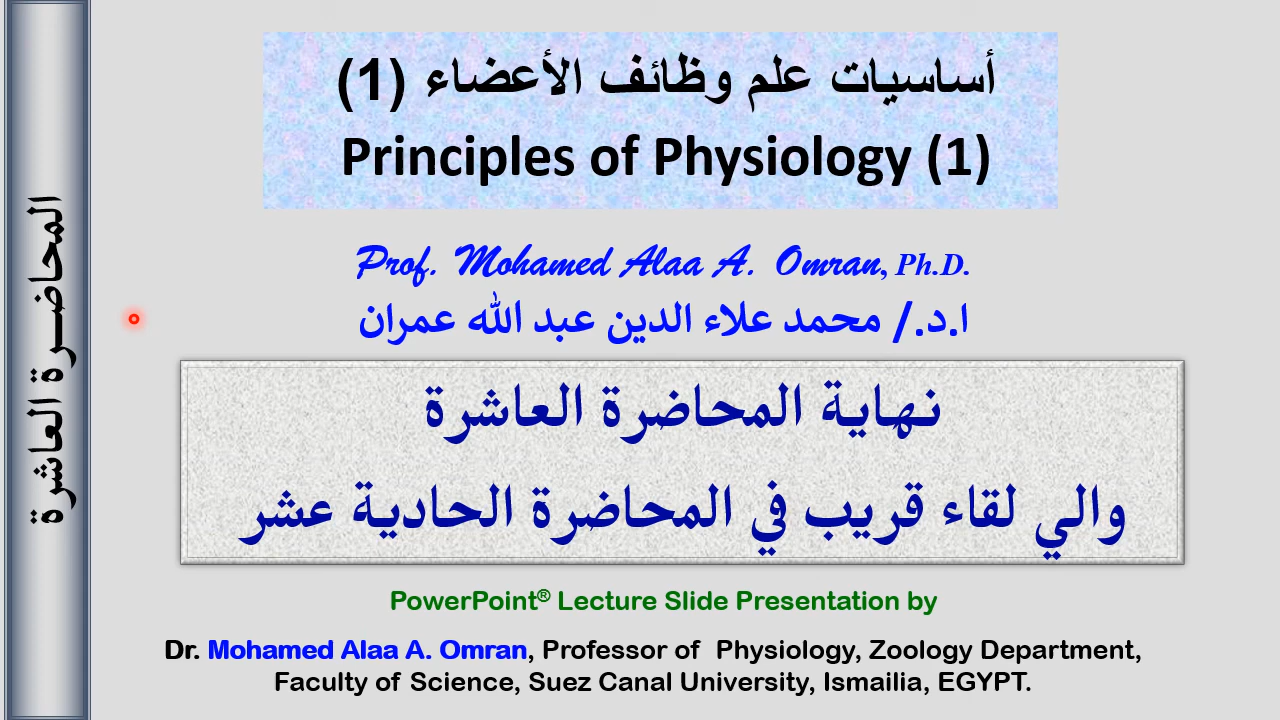 أساسيات علم وظائف الأعضاء (1)
Principles of Physiology (1)
Prof. Mohamed Alaa A. Omran, Ph.D.
ا.د./ محمد علاء الدين عبد الله عمران
نهاية المحاضرة العاشرة
والي لقاء قريب في المحاضرة الحادية عشر
PowerPoint® Lecture Slide Presentation by
Dr. Mohamed Alaa A. Omran, Professor of Physiology, Zoology Department,
Faculty of Science, Suez Canal University, Ismailia, EGYPT.
المحاضـرة العاشرة